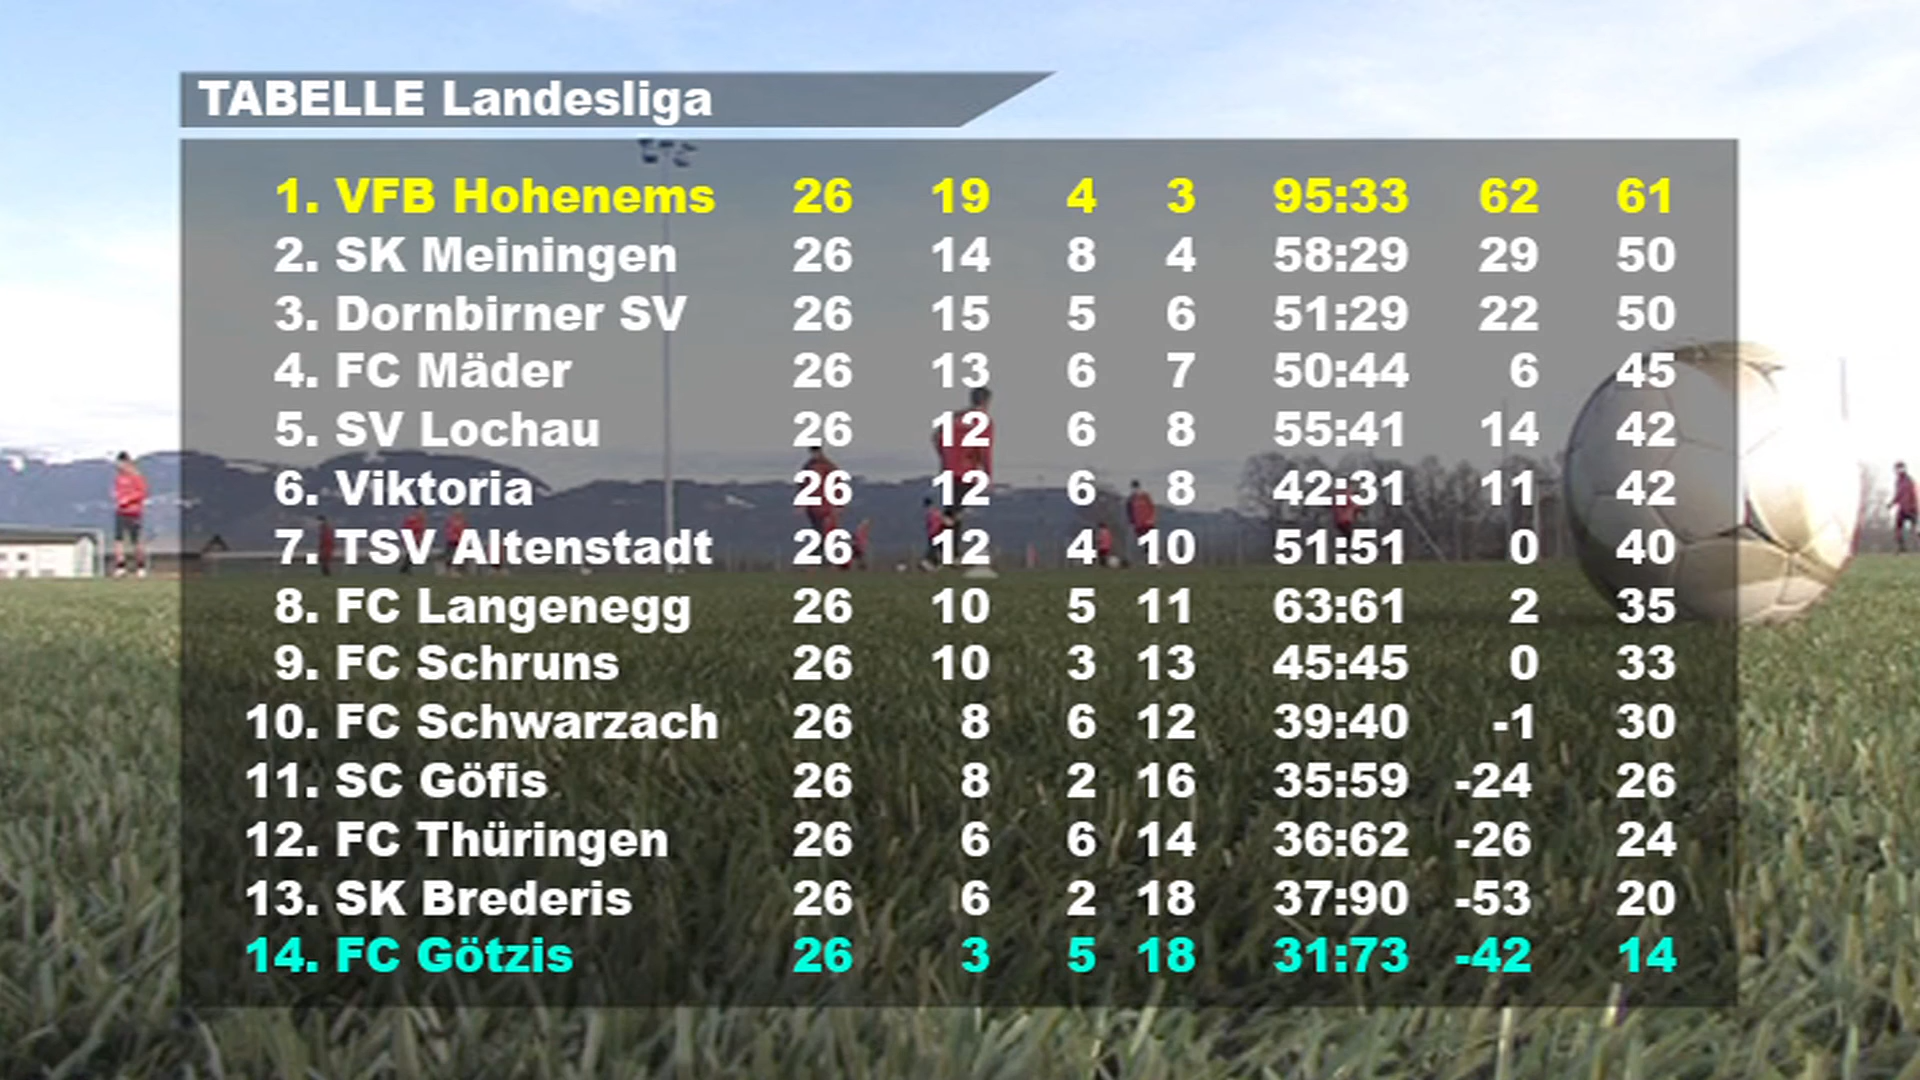 TABELLE Landesliga
1. VFB Hohenems 26 19 4 3 95:33 62 61
2. SK Meiningen 26 14 8 4 58:29 29 50
3. Dornbirner SV 26 15 5 6 51:29 22 50
4. FC Mäder 26 13 6 7 50:44 6 45
5. SV Lochau 26 12 6 8 55:41 14 42
6. Viktoria 26 12 6 8 42:31 11 42
7. TSV Altenstadt 26 12 4 10 51:51 0 40
8. FC Langenegg 26 10 5 11 63:61 2 35
9. FC Schruns 26 10 3 13 45:45 0 33
10. FC Schwarzach 26 8 6 12 39:40 -1 30
11. SC Göfis 26 8 2 16 35:59 -24 26
12. FC Thüringen 26 6 6 14 36:62 -26 24
13. SK Brederis 26 6 2 18 37:90 -53 20
14. FC Götzis 26 3 5 18 31:73 -42 14